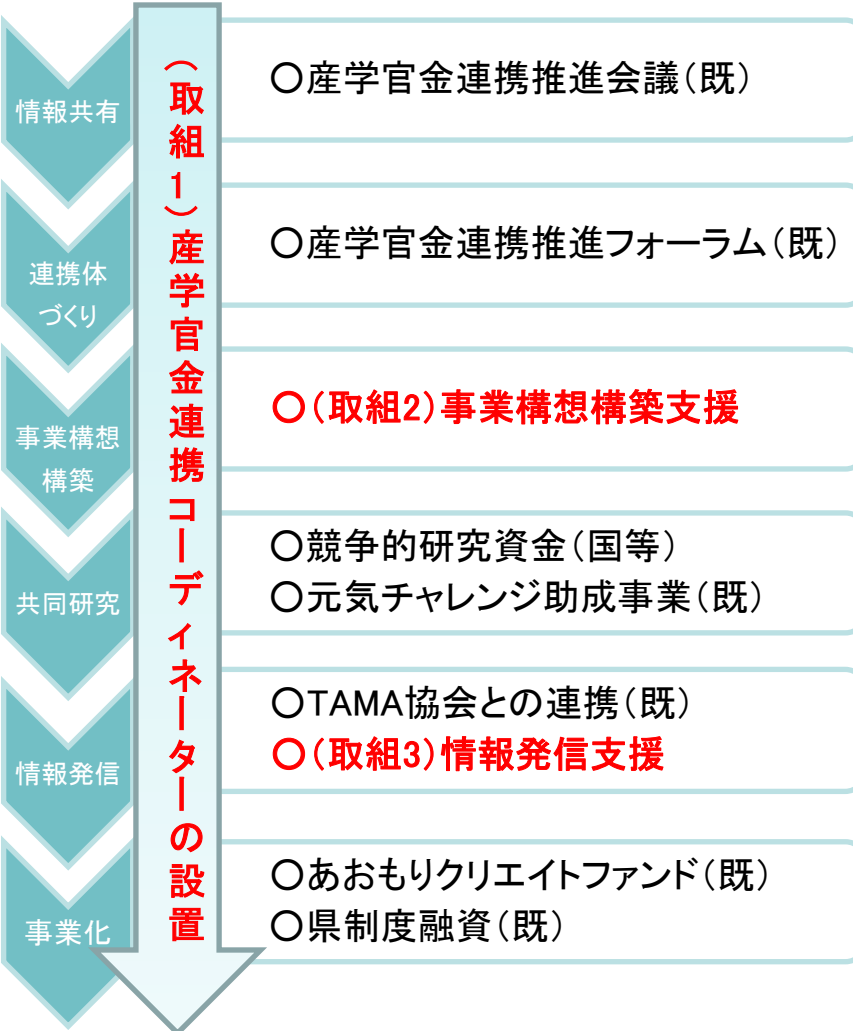 (取組1)産学官金連携コーディネーターの設置
情報共有
○産学官金連携推進会議(既)
連携体
づくり
○産学官金連携推進フォーラム(既)
事業構想
構築
○(取組2)事業構想構築支援
共同研究
○競争的研究資金(国等)
○元気チャレンジ助成事業(既)
情報発信
○TAMA協会との連携(既)
○(取組3)情報発信支援
事業化
○あおもりクリエイトファンド(既)
○県制度融資(既)